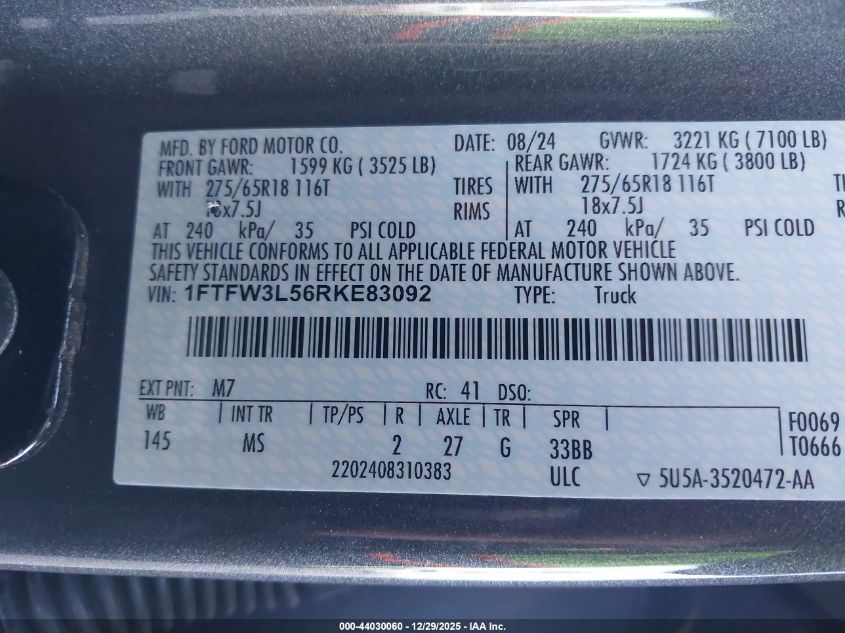 MFD. BY FORD MOTOR CO. DATE: 08/24 GVWR: 3221 KG ( 7100 LB)
FRONT GAWR: 1599 KG ( 3525 LB) REAR GAWR: 1724 KG ( 3800 LB)
WITH 275/65R18 116T TIRES WITH 275/65R18 116T TI
18x7.5J RIMS 18x7.5J R
AT 240 kPa/ 35 PSI COLD AT 240 kPa/ 35 PSI COLD
THIS VEHICLE CONFORMS TO ALL APPLICABLE FEDERAL MOTOR VEHICLE
SAFETY STANDARDS IN EFFECT ON THE DATE OF MANUFACTURE SHOWN ABOVE.
VIN: 1FTFW3L56RKE83092 TYPE: Truck
EXT PNT: M7 RC: 41 DSO:
WB INT TR TP/PS R AXLE TR SPR F0069
145 MS 2 27 G 33BB T0666
2202408310383 ULC ▽ 5U5A-3520472-AA
000-44030060 - 12/29/2025 - IAA Inc.